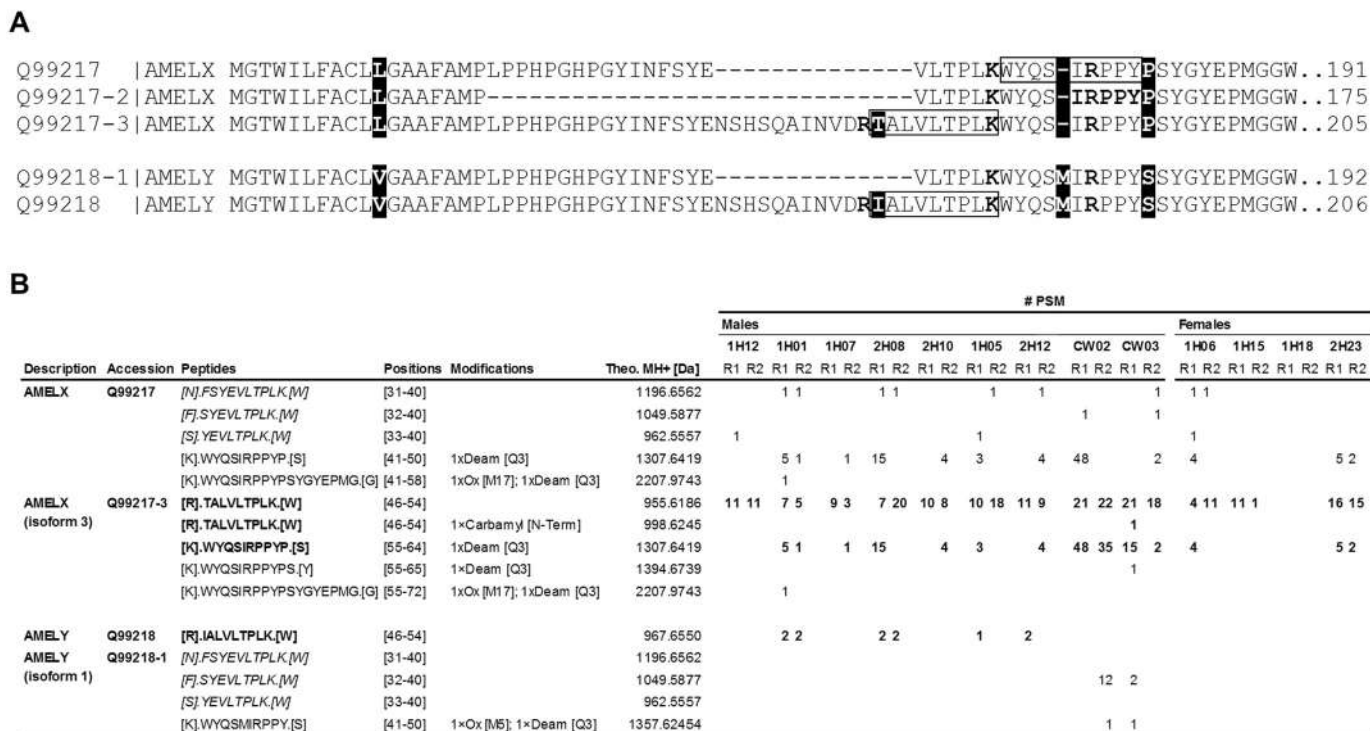 A
Q99217 |AMELX MGTWILFACLLGAAFAMPLPPHPGHPGYINFSYE--------------VLTPLKWYQS-IRPPYPSYGYEPMGGW..191
Q99217-2|AMELX MGTWILFACLLGAAFAMP------------------------------VLTPLKWYQS-IRPPYPSYGYEPMGGW..175
Q99217-3|AMELX MGTWILFACLLGAAFAMPLPPHPGHPGYINFSYENSHSQAINVDRTALVLTPLKWYQS-IRPPYPSYGYEPMGGW..205
Q99218-1|AMELY MGTWILFACLVGAAFAMPLPPHPGHPGYINFSYE--------------VLTPLKWYQSMIRPPYSSYGYEPMGGW..192
Q99218 |AMELY MGTWILFACLVGAAFAMPLPPHPGHPGYINFSYENSHSQAINVDRIALVLTPLKWYQSMIRPPYSSYGYEPMGGW..206
B
# PSM
Males Females
1H12 1H01 1H07 2H08 2H10 1H05 2H12 CW02 CW03 1H06 1H15 1H18 2H23
Description Accession Peptides Positions Modifications Theo. MH+ [Da] R1 R2 R1 R2 R1 R2 R1 R2 R1 R2 R1 R2 R1 R2 R1 R2 R1 R2 R1 R2 R1 R2 R1 R2 R1 R2
AMELX Q99217 [N].FSYEVLTPLK.[W] [31-40] 1196.6562 1 1 1 1 1 1 1 1 1
[F].SYEVLTPLK.[W] [32-40] 1049.5877 1 1
[S].YEVLTPLK.[W] [33-40] 962.5557 1 1 1
[K].WYQSIRPPYP.[S] [41-50] 1xDeam [Q3] 1307.6419 5 1 1 15 4 3 4 48 2 4 5 2
[K].WYQSIRPPYPSYGYEPMG.[G] [41-58] 1xOx [M17]; 1xDeam [Q3] 2207.9743 1
AMELX Q99217-3 [R].TALVLTPLK.[W] [46-54] 955.6186 11 11 7 5 9 3 7 20 10 8 10 18 11 9 21 22 21 18 4 11 11 1 16 15
(isoform 3) [R].TALVLTPLK.[W] [46-54] 1×Carbamyl [N-Term] 998.6245 1
[K].WYQSIRPPYP.[S] [55-64] 1xDeam [Q3] 1307.6419 5 1 1 15 4 3 4 48 35 15 2 4 5 2
[K].WYQSIRPPYPS.[Y] [55-65] 1×Deam [Q3] 1394.6739 1
[K].WYQSIRPPYPSYGYEPMG.[G] [55-72] 1xOx [M17]; 1xDeam [Q3] 2207.9743 1
AMELY Q99218 [R].IALVLTPLK.[W] [46-54] 967.6550 2 2 2 2 1 2
AMELY Q99218-1 [N].FSYEVLTPLK.[W] [31-40] 1196.6562
(isoform 1) [F].SYEVLTPLK.[W] [32-40] 1049.5877 12 2
[S].YEVLTPLK.[W] [33-40] 962.5557
[K].WYQSMIRPPY.[S] [41-50] 1×Ox [M5]; 1×Deam [Q3] 1357.62454 1 1